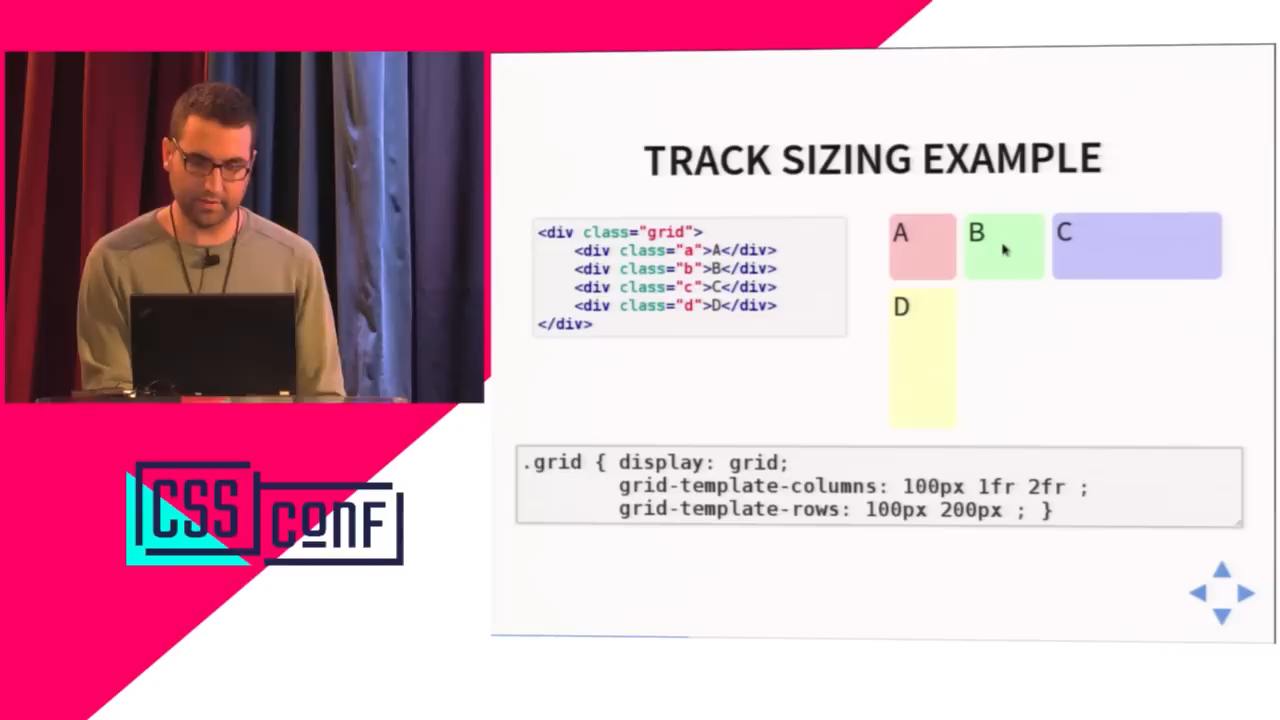 TRACK SIZING EXAMPLE
<div class="grid">
<div class="a">A</div>
<div class="b">B</div>
<div class="c">C</div>
<div class="d">D</div>
</div>
A B C
D
.grid { display: grid;
grid-template-columns: 100px 1fr 2fr ;
grid-template-rows: 100px 200px ; }
CSS
CONF